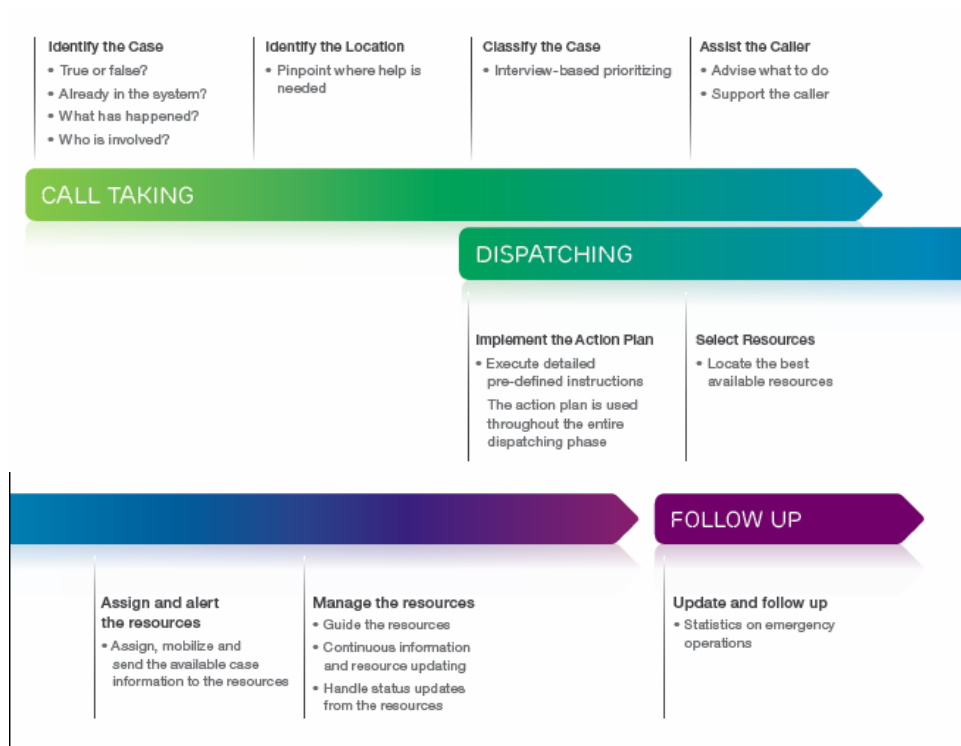 Identify the Case
• True or false?
• Already in the system?
• What has happened?
• Who is involved?
Identify the Location
• Pinpoint where help is
needed
Classify the Case
• Interview-based prioritizing
Assist the Caller
• Advise what to do
• Support the caller
CALL TAKING
DISPATCHING
Implement the Action Plan
• Execute detailed
pre-defined instructions
The action plan is used
throughout the entire
dispatching phase
Select Resources
• Locate the best
available resources
FOLLOW UP
Assign and alert
the resources
• Assign, mobilize and
send the available case
information to the resources
Manage the resources
• Guide the resources
• Continuous information
and resource updating
• Handle status updates
from the resources
Update and follow up
• Statistics on emergency
operations